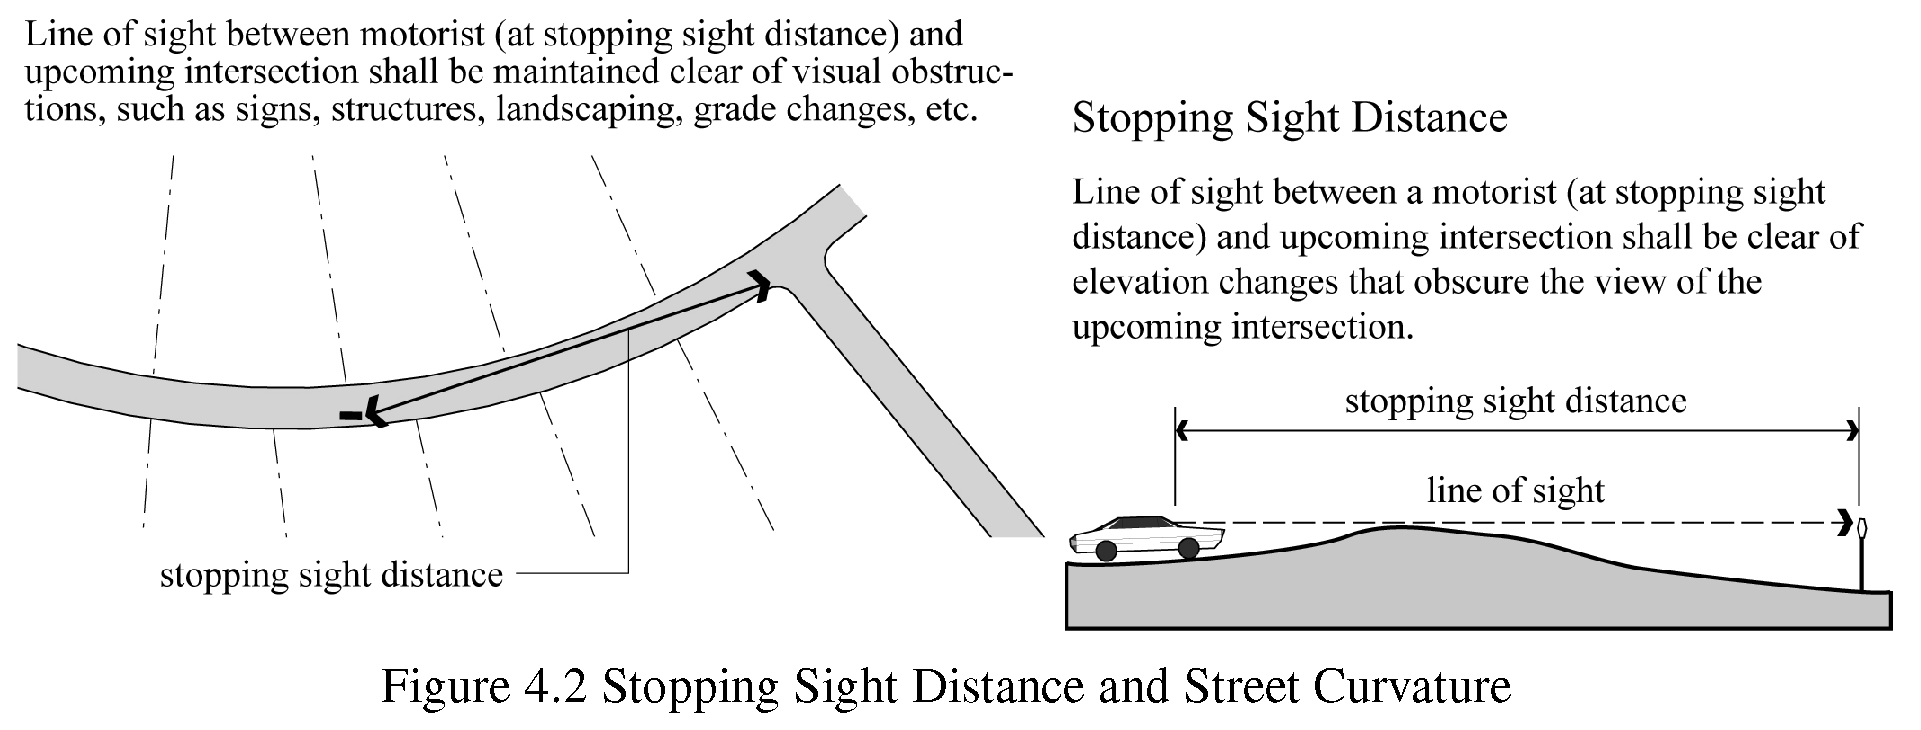 Line of sight between motorist (at stopping sight distance) and
upcoming intersection shall be maintained clear of visual obstruc-
tions, such as signs, structures, landscaping, grade changes, etc.
stopping sight distance
Stopping Sight Distance
Line of sight between a motorist (at stopping sight
distance) and upcoming intersection shall be clear of
elevation changes that obscure the view of the
upcoming intersection.
stopping sight distance
line of sight
Figure 4.2 Stopping Sight Distance and Street Curvature